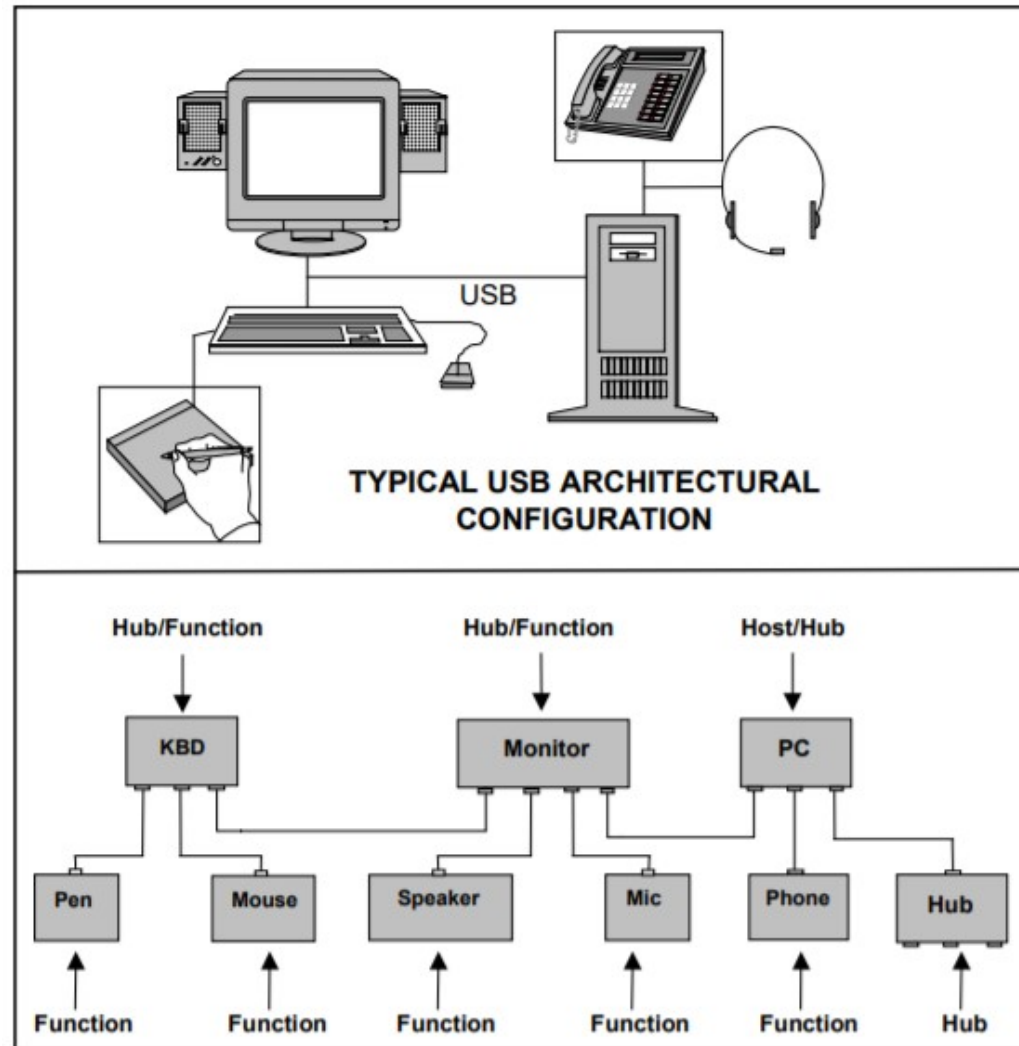 USB
TYPICAL USB ARCHITECTURAL
CONFIGURATION
Hub/Function
Hub/Function
Host/Hub
KBD
Monitor
PC
Pen
Mouse
Speaker
Mic
Phone
Hub
Function
Function
Function
Function
Function
Hub